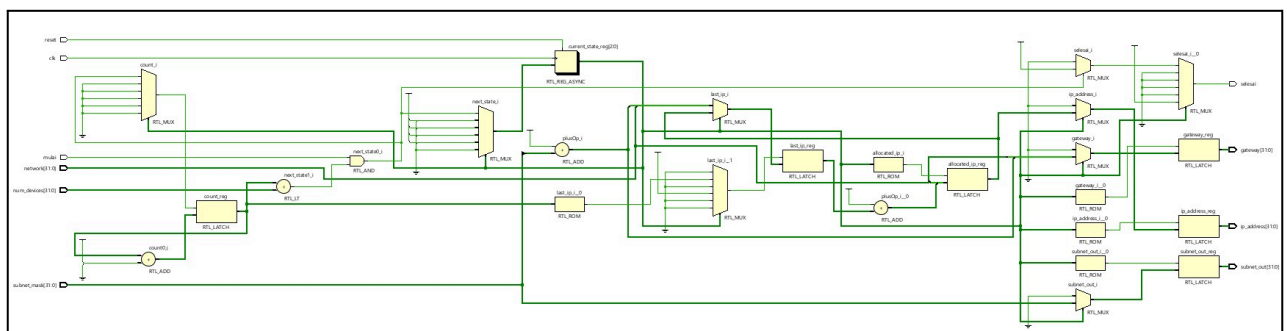 reset
clk
count_i
RTL_MUX
mulai
network[31:0]
num_devices[31:0]
count_reg
RTL_LATCH
count0_i
RTL_ADD
subnet_mask[31:0]
next_state1_i
RTL_LT
next_state0_i
RTL_AND
next_state_i
RTL_MUX
current_state_reg[2:0]
RTL_REG_ASYNC
plusOp_i
RTL_ADD
last_ip_i__0
RTL_ROM
last_ip_i
RTL_MUX
last_ip_i__1
RTL_MUX
last_ip_reg
RTL_LATCH
allocated_ip_i
RTL_ROM
plusOp_i__0
RTL_ADD
allocated_ip_reg
RTL_LATCH
selesai_i
RTL_MUX
ip_address_i
RTL_MUX
gateway_i
RTL_MUX
gateway_i__0
RTL_ROM
ip_address_i__0
RTL_ROM
subnet_out_i__0
RTL_ROM
subnet_out_i
RTL_MUX
selesai_i__0
RTL_MUX
gateway_reg
RTL_LATCH
ip_address_reg
RTL_LATCH
subnet_out_reg
RTL_LATCH
selesai
gateway[31:0]
ip_address[31:0]
subnet_out[31:0]